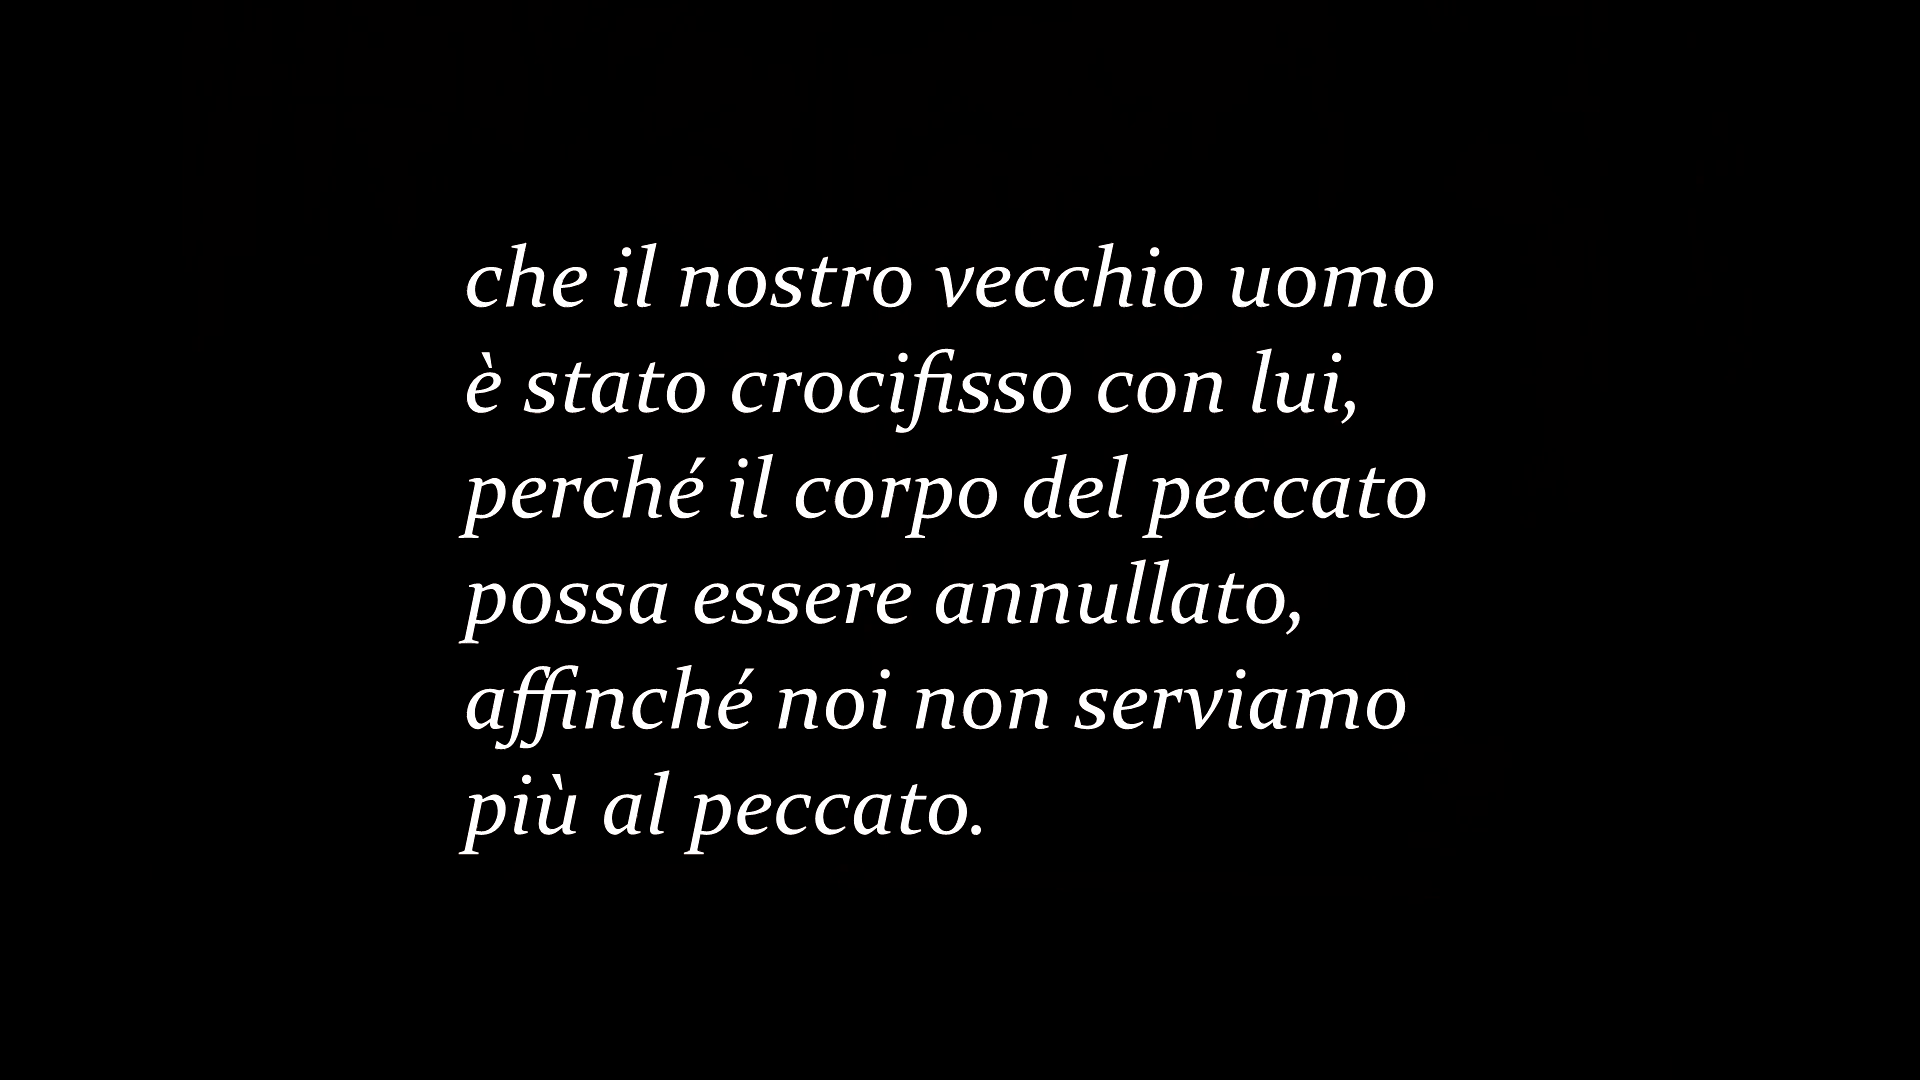 che il nostro vecchio uomo
è stato crocifisso con lui,
perché il corpo del peccato
possa essere annullato,
affinché noi non serviamo
più al peccato.